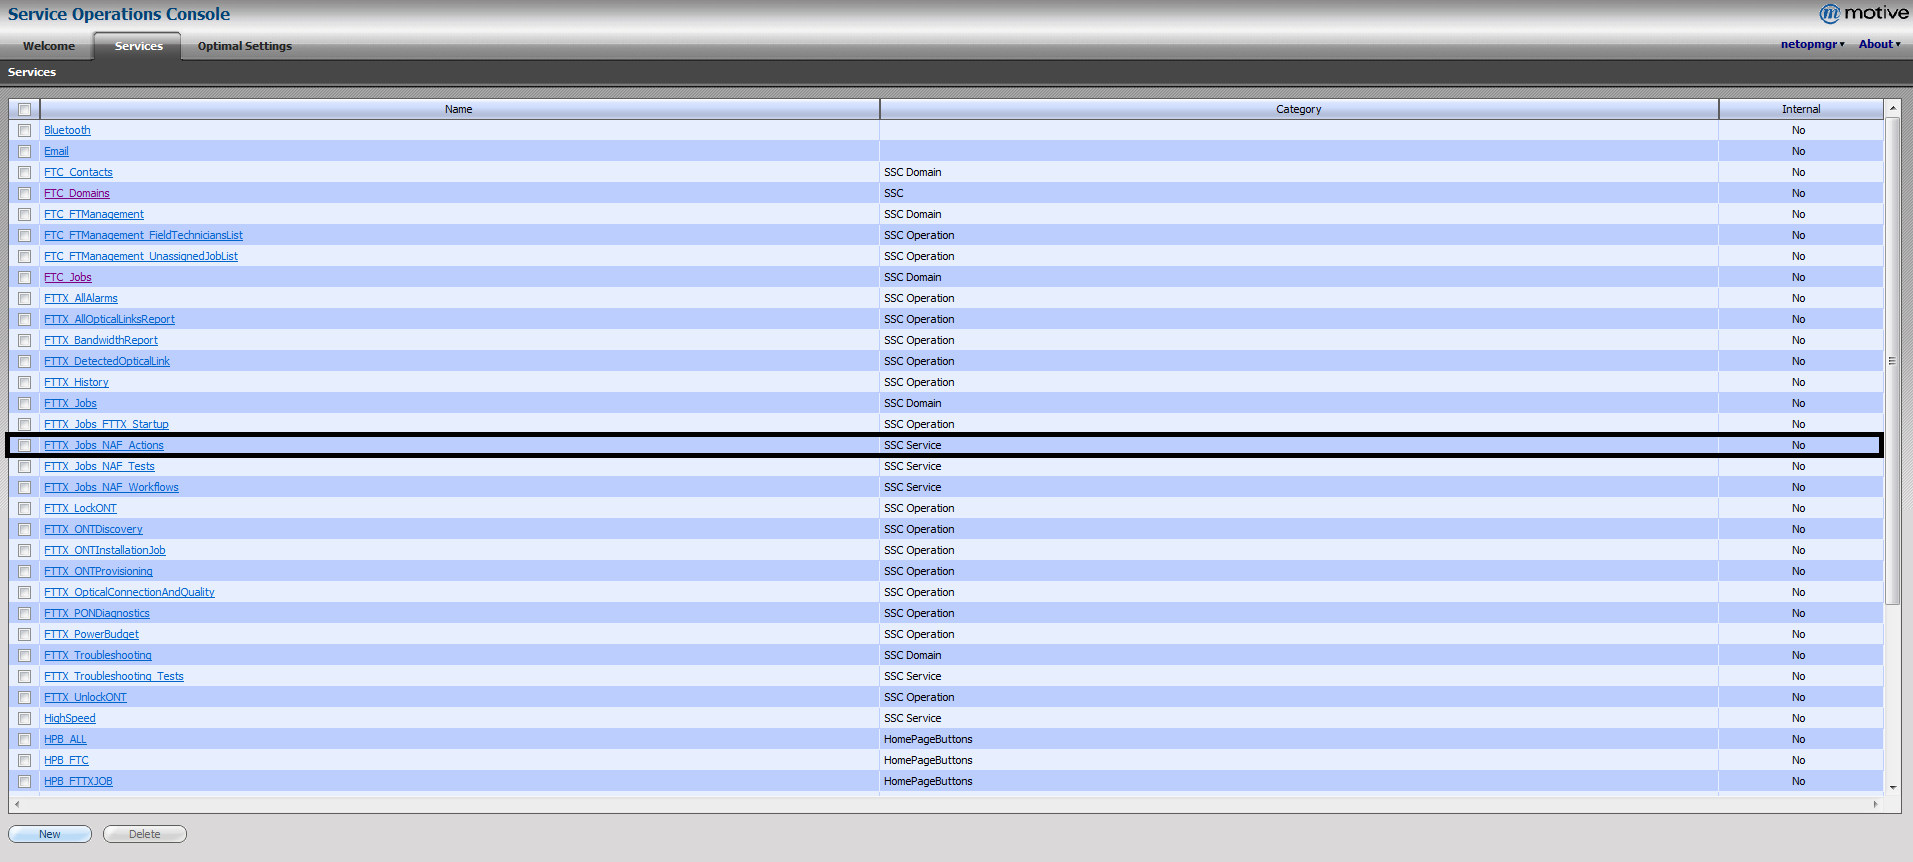 Service Operations Console
motive
Welcome Services Optimal Settings
netopmgr About
Services
Name Category Internal
Bluetooth No
Email No
FTC_Contacts SSC Domain No
FTC_Domains SSC No
FTC_FTManagement SSC Domain No
FTC_FTManagement_FieldTechniciansList SSC Operation No
FTC_FTManagement_UnassignedJobList SSC Operation No
FTC_Jobs SSC Domain No
FTTX_AllAlarms SSC Operation No
FTTX_AllOpticalLinksReport SSC Operation No
FTTX_BandwidthReport SSC Operation No
FTTX_DetectedOpticalLink SSC Operation No
FTTX_History SSC Operation No
FTTX_Jobs SSC Domain No
FTTX_Jobs_FTTX_Startup SSC Operation No
FTTX_Jobs_NAF_Actions SSC Service No
FTTX_Jobs_NAF_Tests SSC Service No
FTTX_Jobs_NAF_Workflows SSC Service No
FTTX_LockONT SSC Operation No
FTTX_ONTDiscovery SSC Operation No
FTTX_ONTInstallationJob SSC Operation No
FTTX_ONTProvisioning SSC Operation No
FTTX_OpticalConnectionAndQuality SSC Operation No
FTTX_PONDiagnostics SSC Operation No
FTTX_PowerBudget SSC Operation No
FTTX_Troubleshooting SSC Domain No
FTTX_Troubleshooting_Tests SSC Service No
FTTX_UnlockONT SSC Operation No
HighSpeed SSC Service No
HPB_ALL HomePageButtons No
HPB_FTC HomePageButtons No
HPB_FTTXJOB HomePageButtons No
New Delete